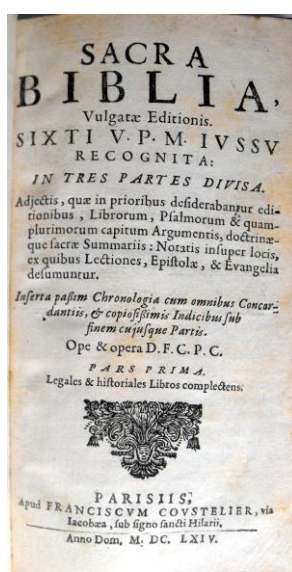 SACRA
BIBLIA,
Vulgatæ Editionis.
SIXTI V. P. M. IVSSV
RECOGNITA:
IN TRES PARTES DIVISA.
Adjectis, quæ in prioribus desiderabantur edi-
tionibus, Librorum, Psalmorum & quam-
plurimorum capitum Argumentis, doctrinæ-
que sacræ Summariis: Notatis insuper locis,
ex quibus Lectiones, Epistolæ, & Evangelia
desumuntur.
Inserta paßim Chronologia cum omnibus Concor-
dantiis, & copiosißimis Indicibus sub
finem cujusque Partis.
Ope & opera D. F. C. P. C.
PARS PRIMA.
Legales & historiales Libros complectens.
PARISIIS,
Apud FRANCISCVM COVSTELIER, via
Iacobæa, sub signo sancti Hilarii,
Anno Dom, M. DC. LXIV.